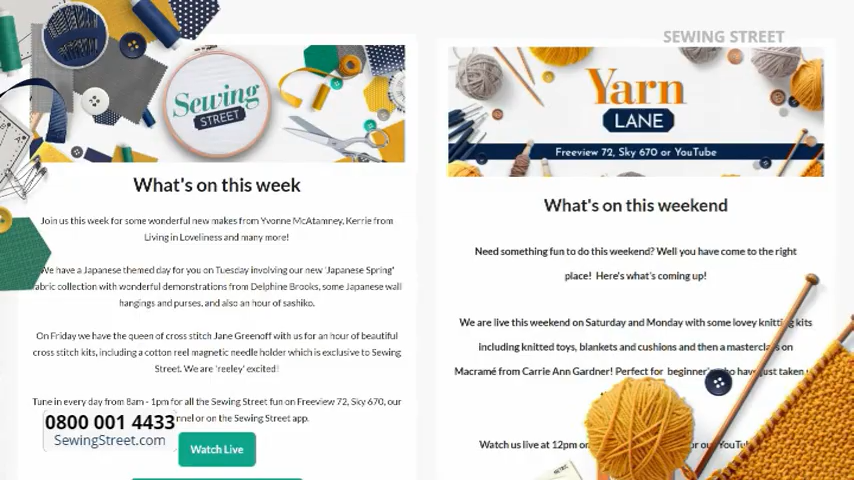 SEWING STREET
Sewing
STREET
What's on this week
Join us this week for some wonderful new makes from Yvonne McAtamney, Kerrie from
Living in Loveliness and many more!
We have a Japanese themed day for you on Tuesday involving our new 'Japanese Spring'
fabric collection with wonderful demonstrations from Delphine Brooks, some Japanese wall
hangings and purses, and also an hour of sashiko.
On Friday we have the queen of cross stitch Jane Greenoff with us for an hour of beautiful
cross stitch kits, including a cotton reel magnetic needle holder which is exclusive to Sewing
Street. We are 'reeley' excited!
Tune in every day from 8am - 1pm for all the Sewing Street fun on Freeview 72, Sky 670, our
or on the Sewing Street app.
0800 001 4433
SewingStreet.com
Watch Live
Yarn
LANE
Freeview 72, Sky 670 or YouTube
What's on this weekend
Need something fun to do this weekend? Well you have come to the right
place! Here's what's coming up!
We are live this weekend on Saturday and Monday with some lovey knitting kits
including knitted toys, blankets and cushions and then a masterclass on
Macramé from Carrie Ann Gardner! Perfect for beginner's who have just taken
Watch us live at 12pm on or our